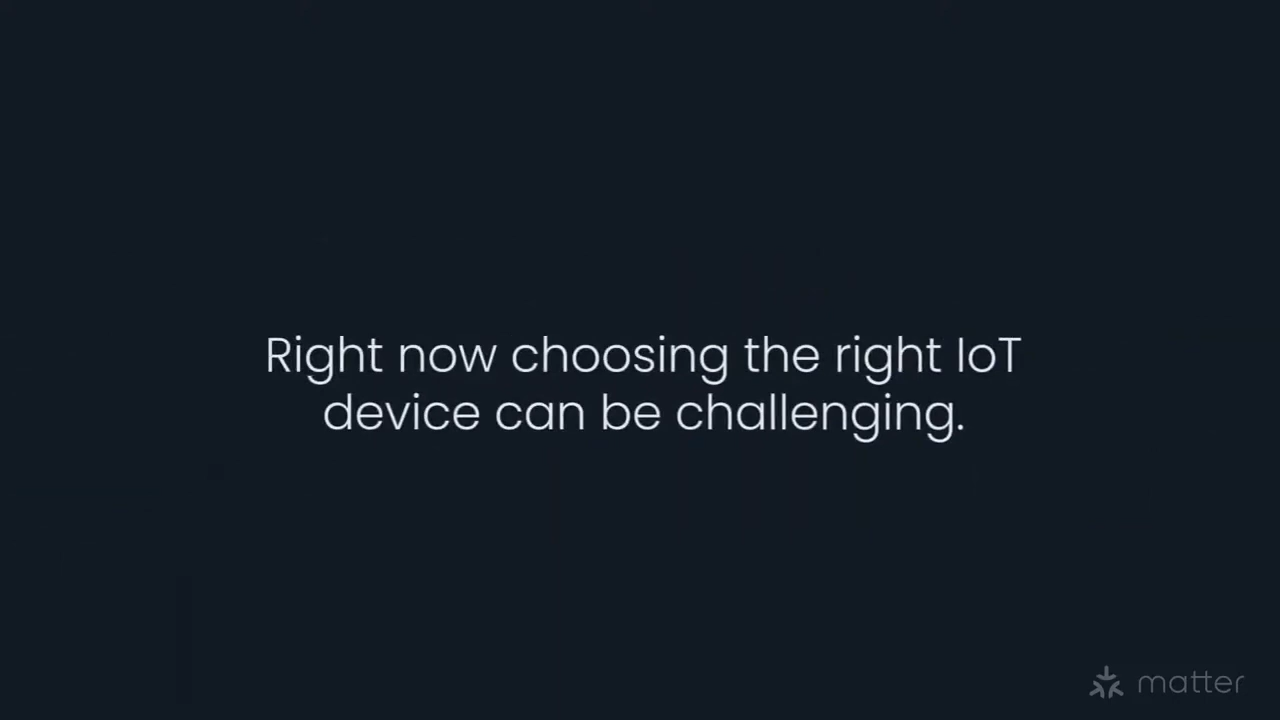 Right now choosing the right IoT
device can be challenging.
matter